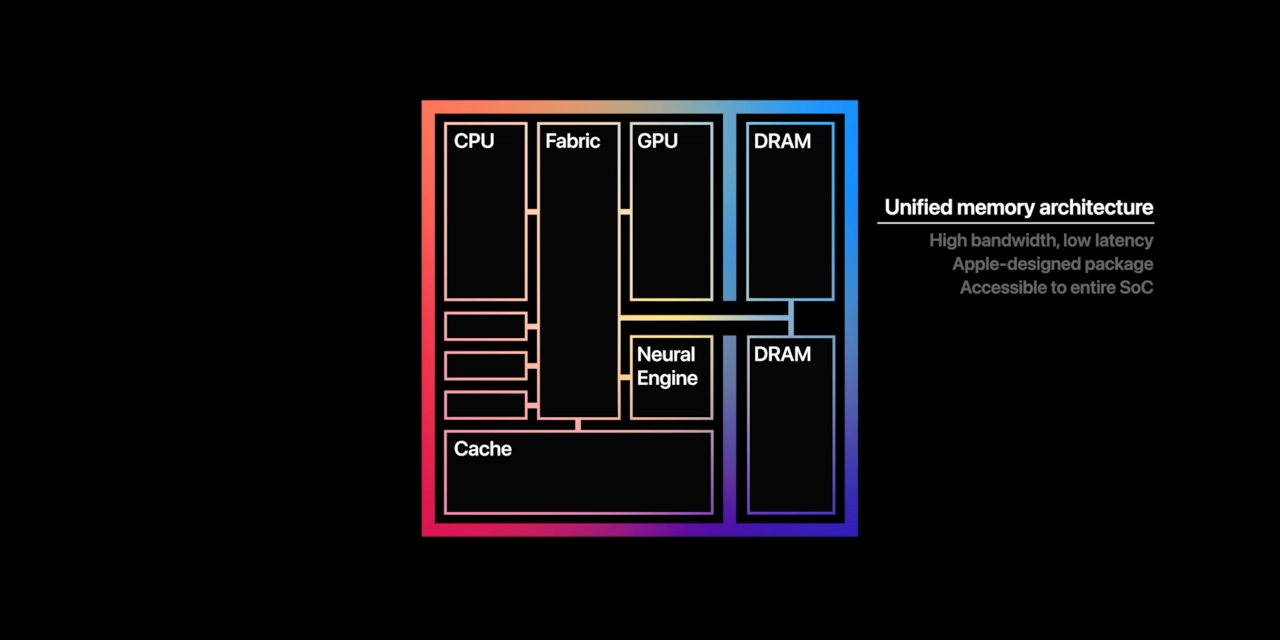 CPU
Fabric
GPU
DRAM
Unified memory architecture
High bandwidth, low latency
Apple-designed package
Accessible to entire SoC
Neural
Engine
DRAM
Cache